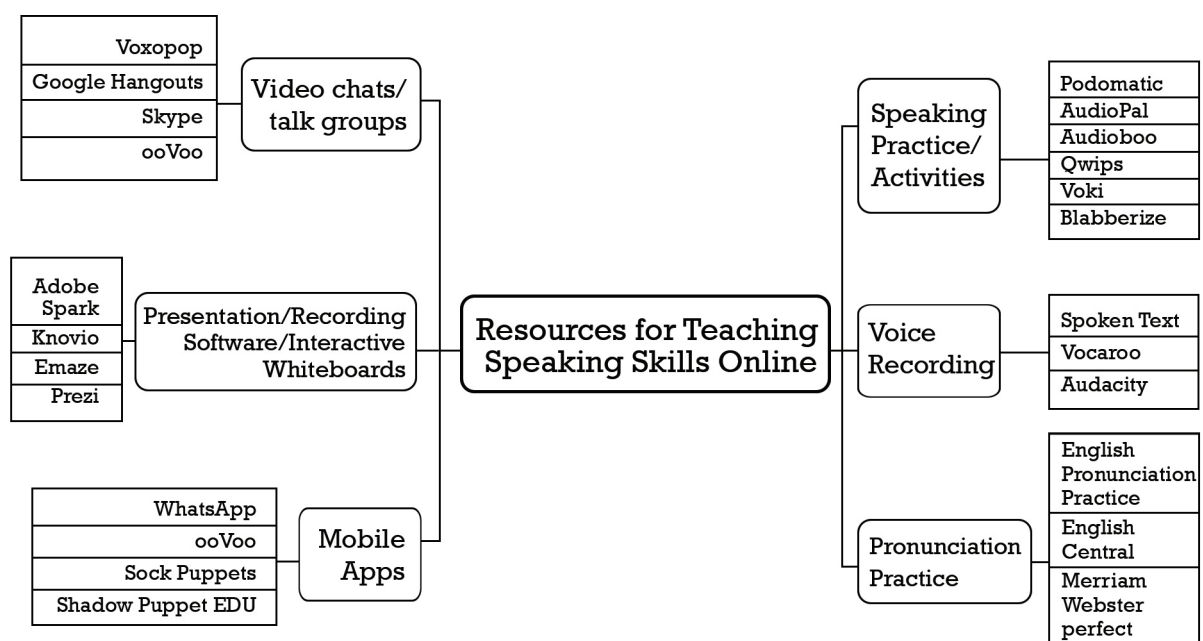 Resources for Teaching
Speaking Skills Online
Video chats/
talk groups
Voxopop
Google Hangouts
Skype
ooVoo
Presentation/Recording
Software/Interactive
Whiteboards
Adobe
Spark
Knovio
Emaze
Prezi
Mobile
Apps
WhatsApp
ooVoo
Sock Puppets
Shadow Puppet EDU
Speaking
Practice/
Activities
Podomatic
AudioPal
Audioboo
Qwips
Voki
Blabberize
Voice
Recording
Spoken Text
Vocaroo
Audacity
Pronunciation
Practice
English
Pronunciation
Practice
English
Central
Merriam
Webster
perfect